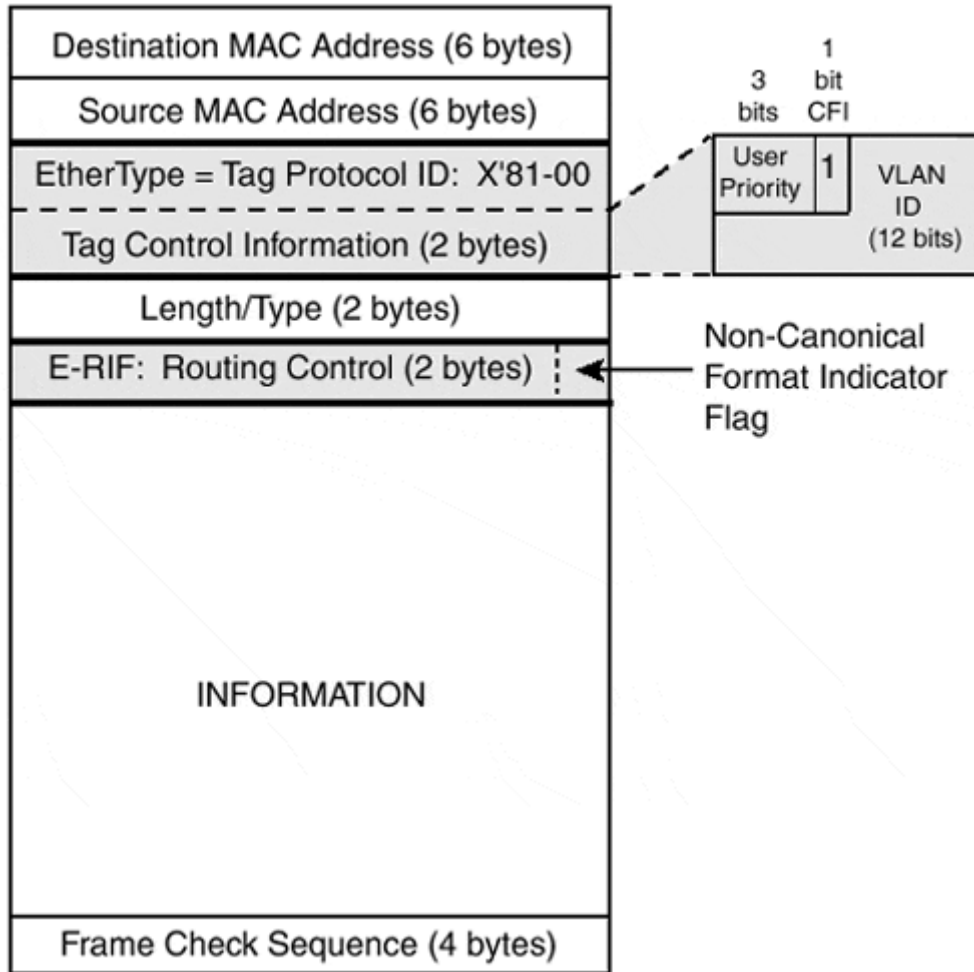 Destination MAC Address (6 bytes)
Source MAC Address (6 bytes)
EtherType = Tag Protocol ID: X'81-00
Tag Control Information (2 bytes)
Length/Type (2 bytes)
E-RIF: Routing Control (2 bytes)
INFORMATION
Frame Check Sequence (4 bytes)
3
bits
1
bit
CFI
User
Priority
1
VLAN
ID
(12 bits)
Non-Canonical
Format Indicator
Flag